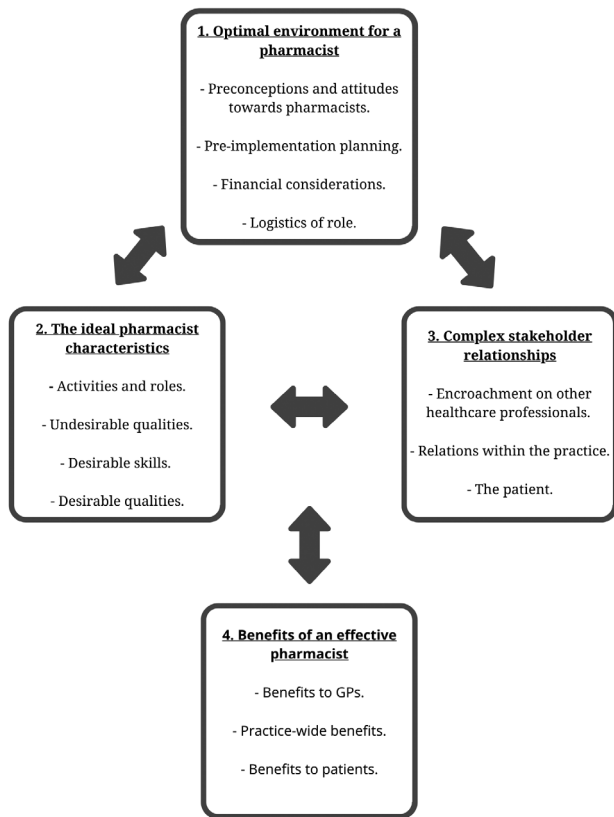 1. Optimal environment for a
pharmacist
- Preconceptions and attitudes
towards pharmacists.
- Pre-implementation planning.
- Financial considerations.
- Logistics of role.
2. The ideal pharmacist
characteristics
- Activities and roles.
- Undesirable qualities.
- Desirable skills.
- Desirable qualities.
3. Complex stakeholder
relationships
- Encroachment on other
healthcare professionals.
- Relations within the practice.
- The patient.
4. Benefits of an effective
pharmacist
- Benefits to GPs.
- Practice-wide benefits.
- Benefits to patients.